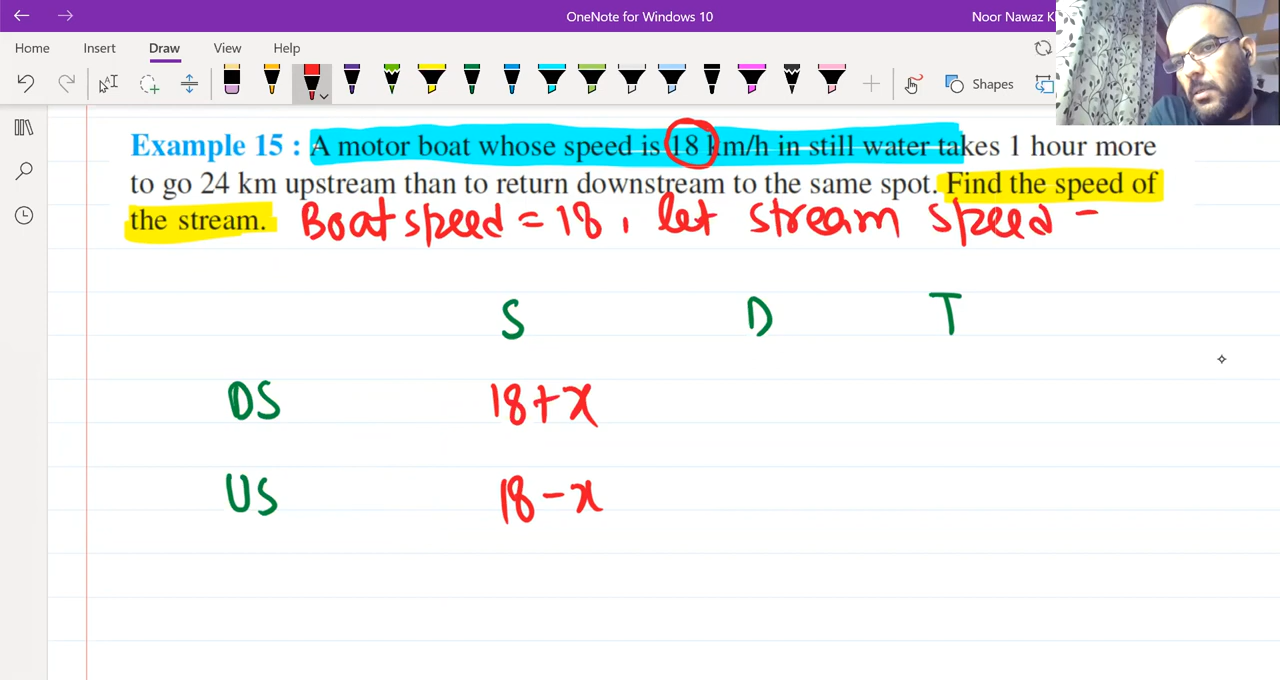 OneNote for Windows 10
Noor Nawaz K
Home Insert Draw View Help
Shapes
Example 15 : A motor boat whose speed is 18 km/h in still water takes 1 hour more
to go 24 km upstream than to return downstream to the same spot. Find the speed of
the stream. Boat speed = 18, let stream speed -
S D T
DS 18+x
US 18-x